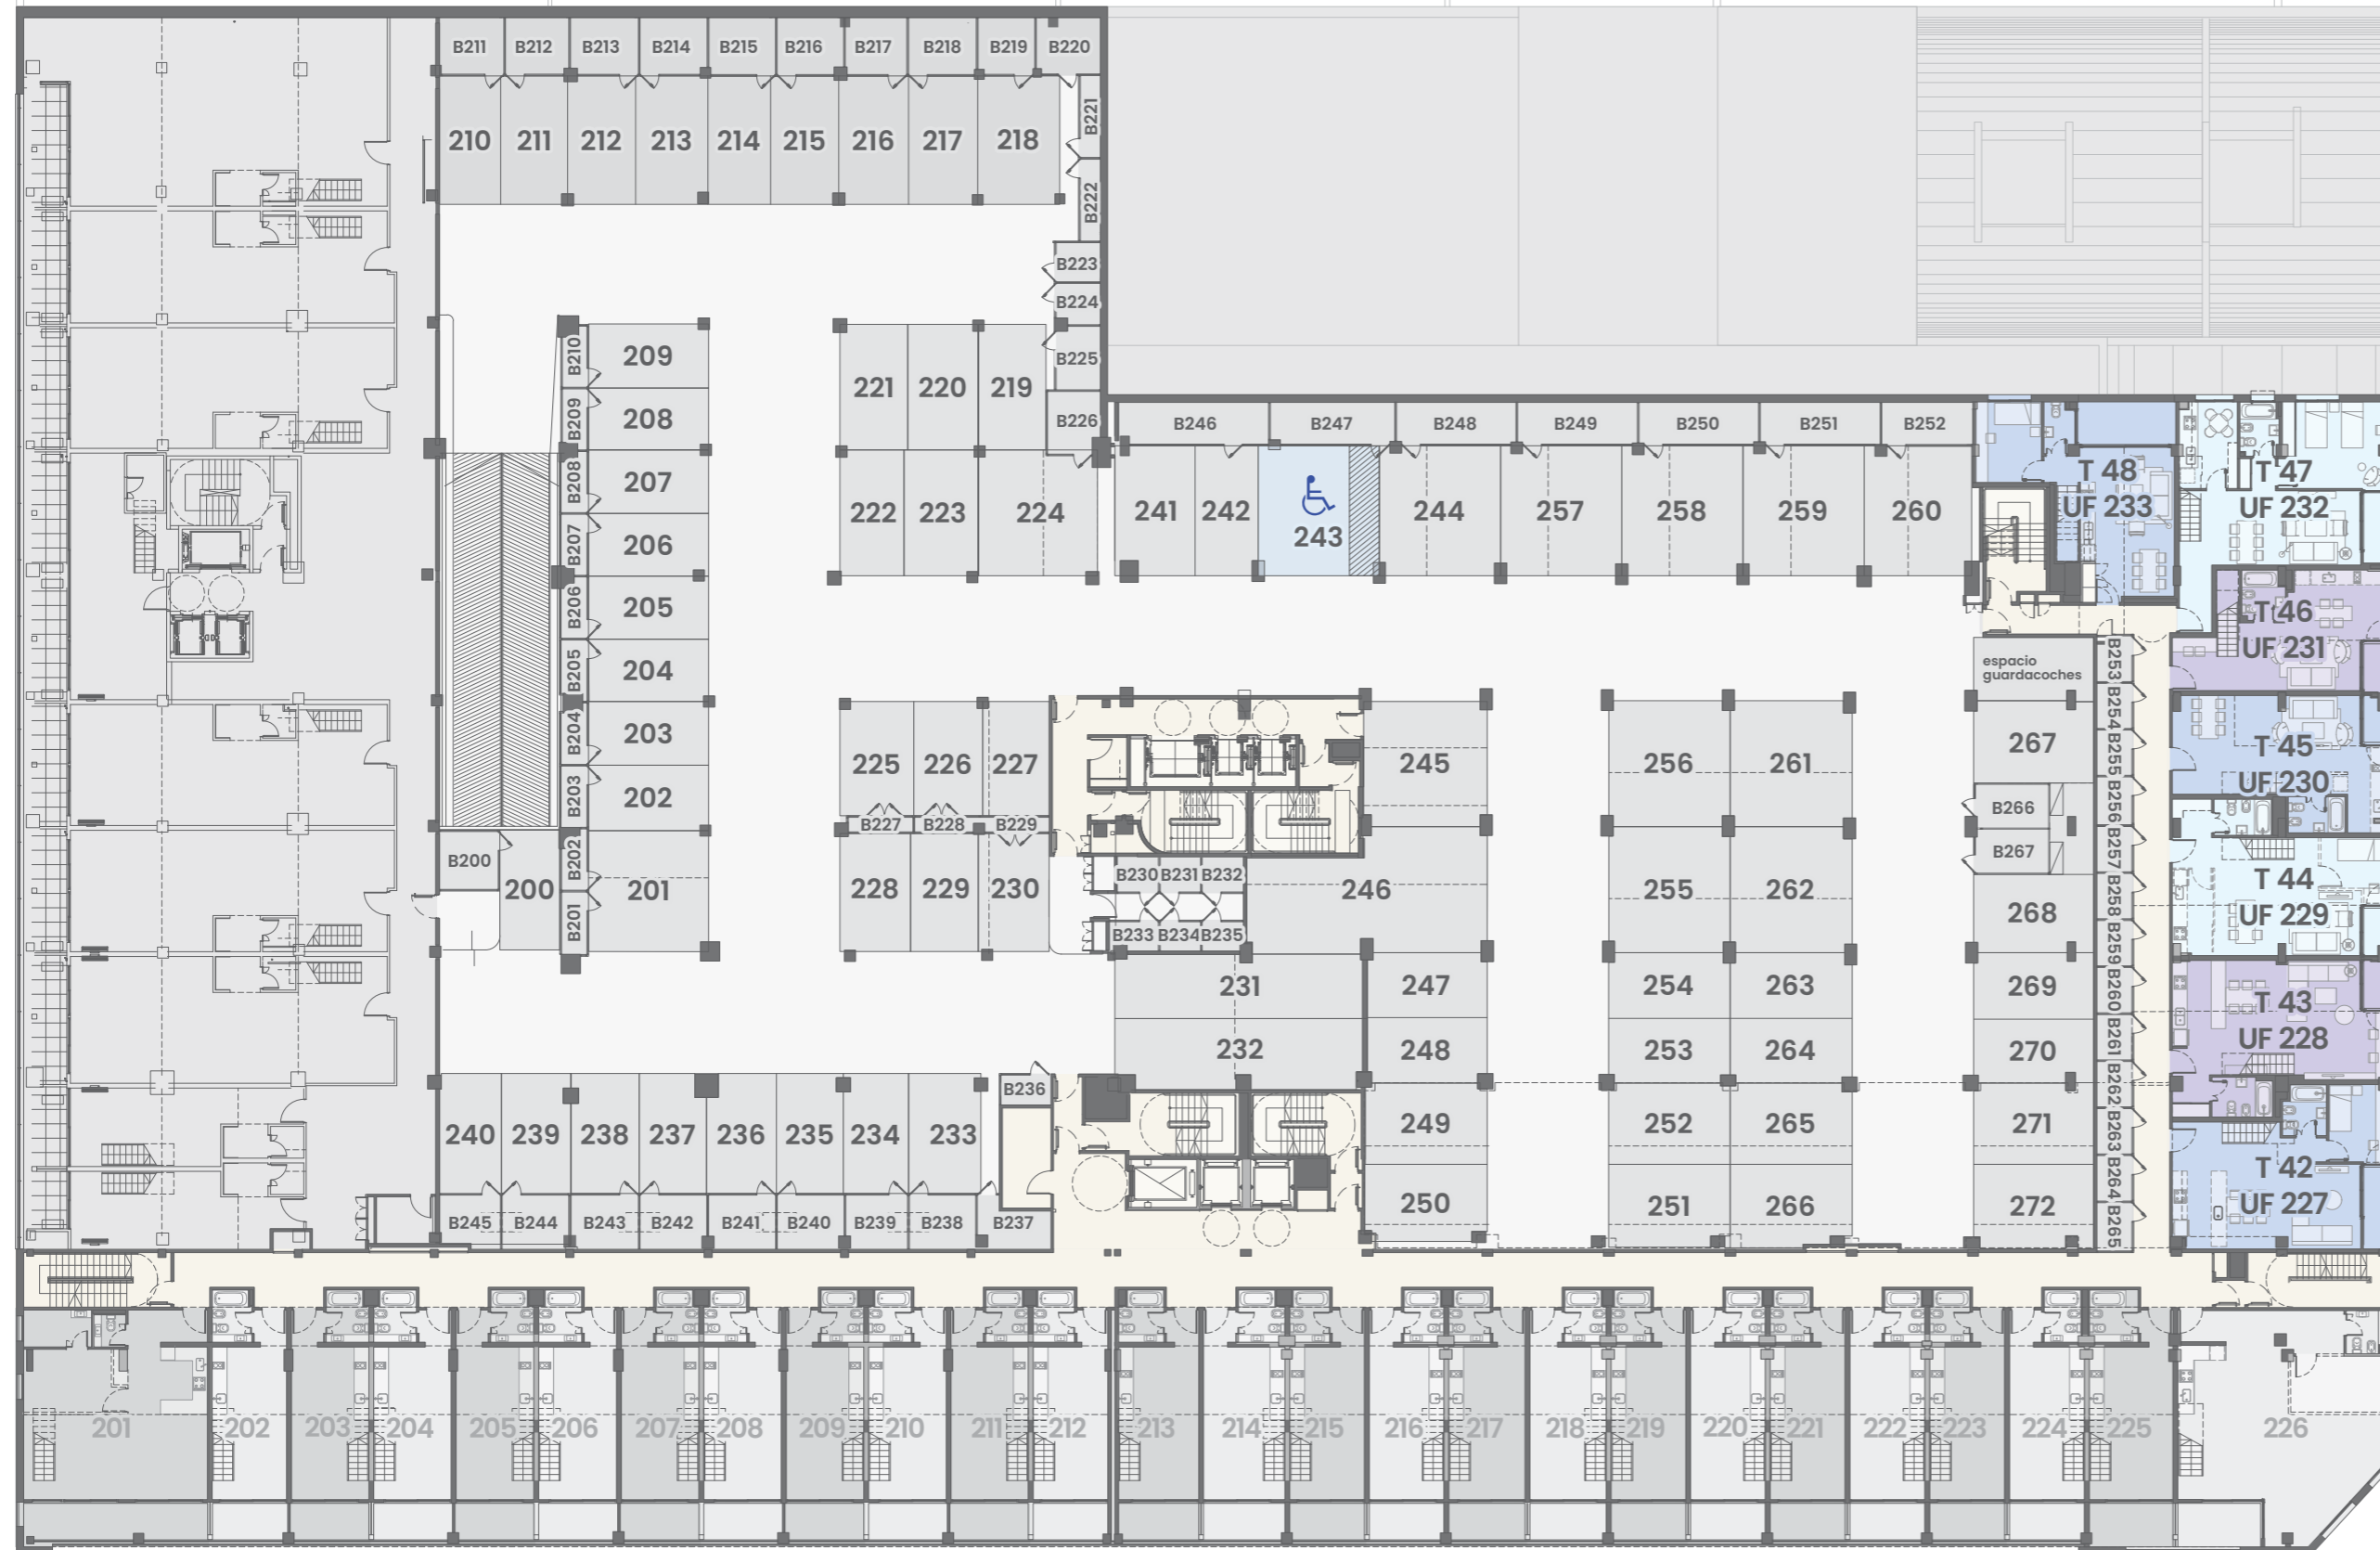 B211 B212 B213 B214 B215 B216 B217 B218 B219 B220
210 211 212 213 214 215 216 217 218
B221
B222
B223
B224
B225
B226
B210 209
B209 208
B208 207
B207 206
B206 205
B205 204
B204 203
B203 202
B202 201
B201
B200
200
221 220 219
222 223 224
B246 B247 B248 B249 B250 B251 B252
241 242 243 244 257 258 259 260
T 48
UF 233
T 47
UF 232
T 46
UF 231
T 45
UF 230
T 44
UF 229
T 43
UF 228
T 42
UF 227
espacio
guardacoches
225 226 227
B227 B228 B229
228 229 230
B230 B231 B232
B233 B234 B235
245
246
231
232
247
248
249
250
256 261
255 262
254 263
253 264
252 265
251 266
267
B266
B267
268
269
270
271
272
B253
B254
B255
B256
B257
B258
B259
B260
B261
B262
B263
B264
B265
B236
240 239 238 237 236 235 234 233
B245 B244 B243 B242 B241 B240 B239 B238 B237
201 202 203 204 205 206 207 208 209 210 211 212 213 214 215 216 217 218 219 220 221 222 223 224 225 226